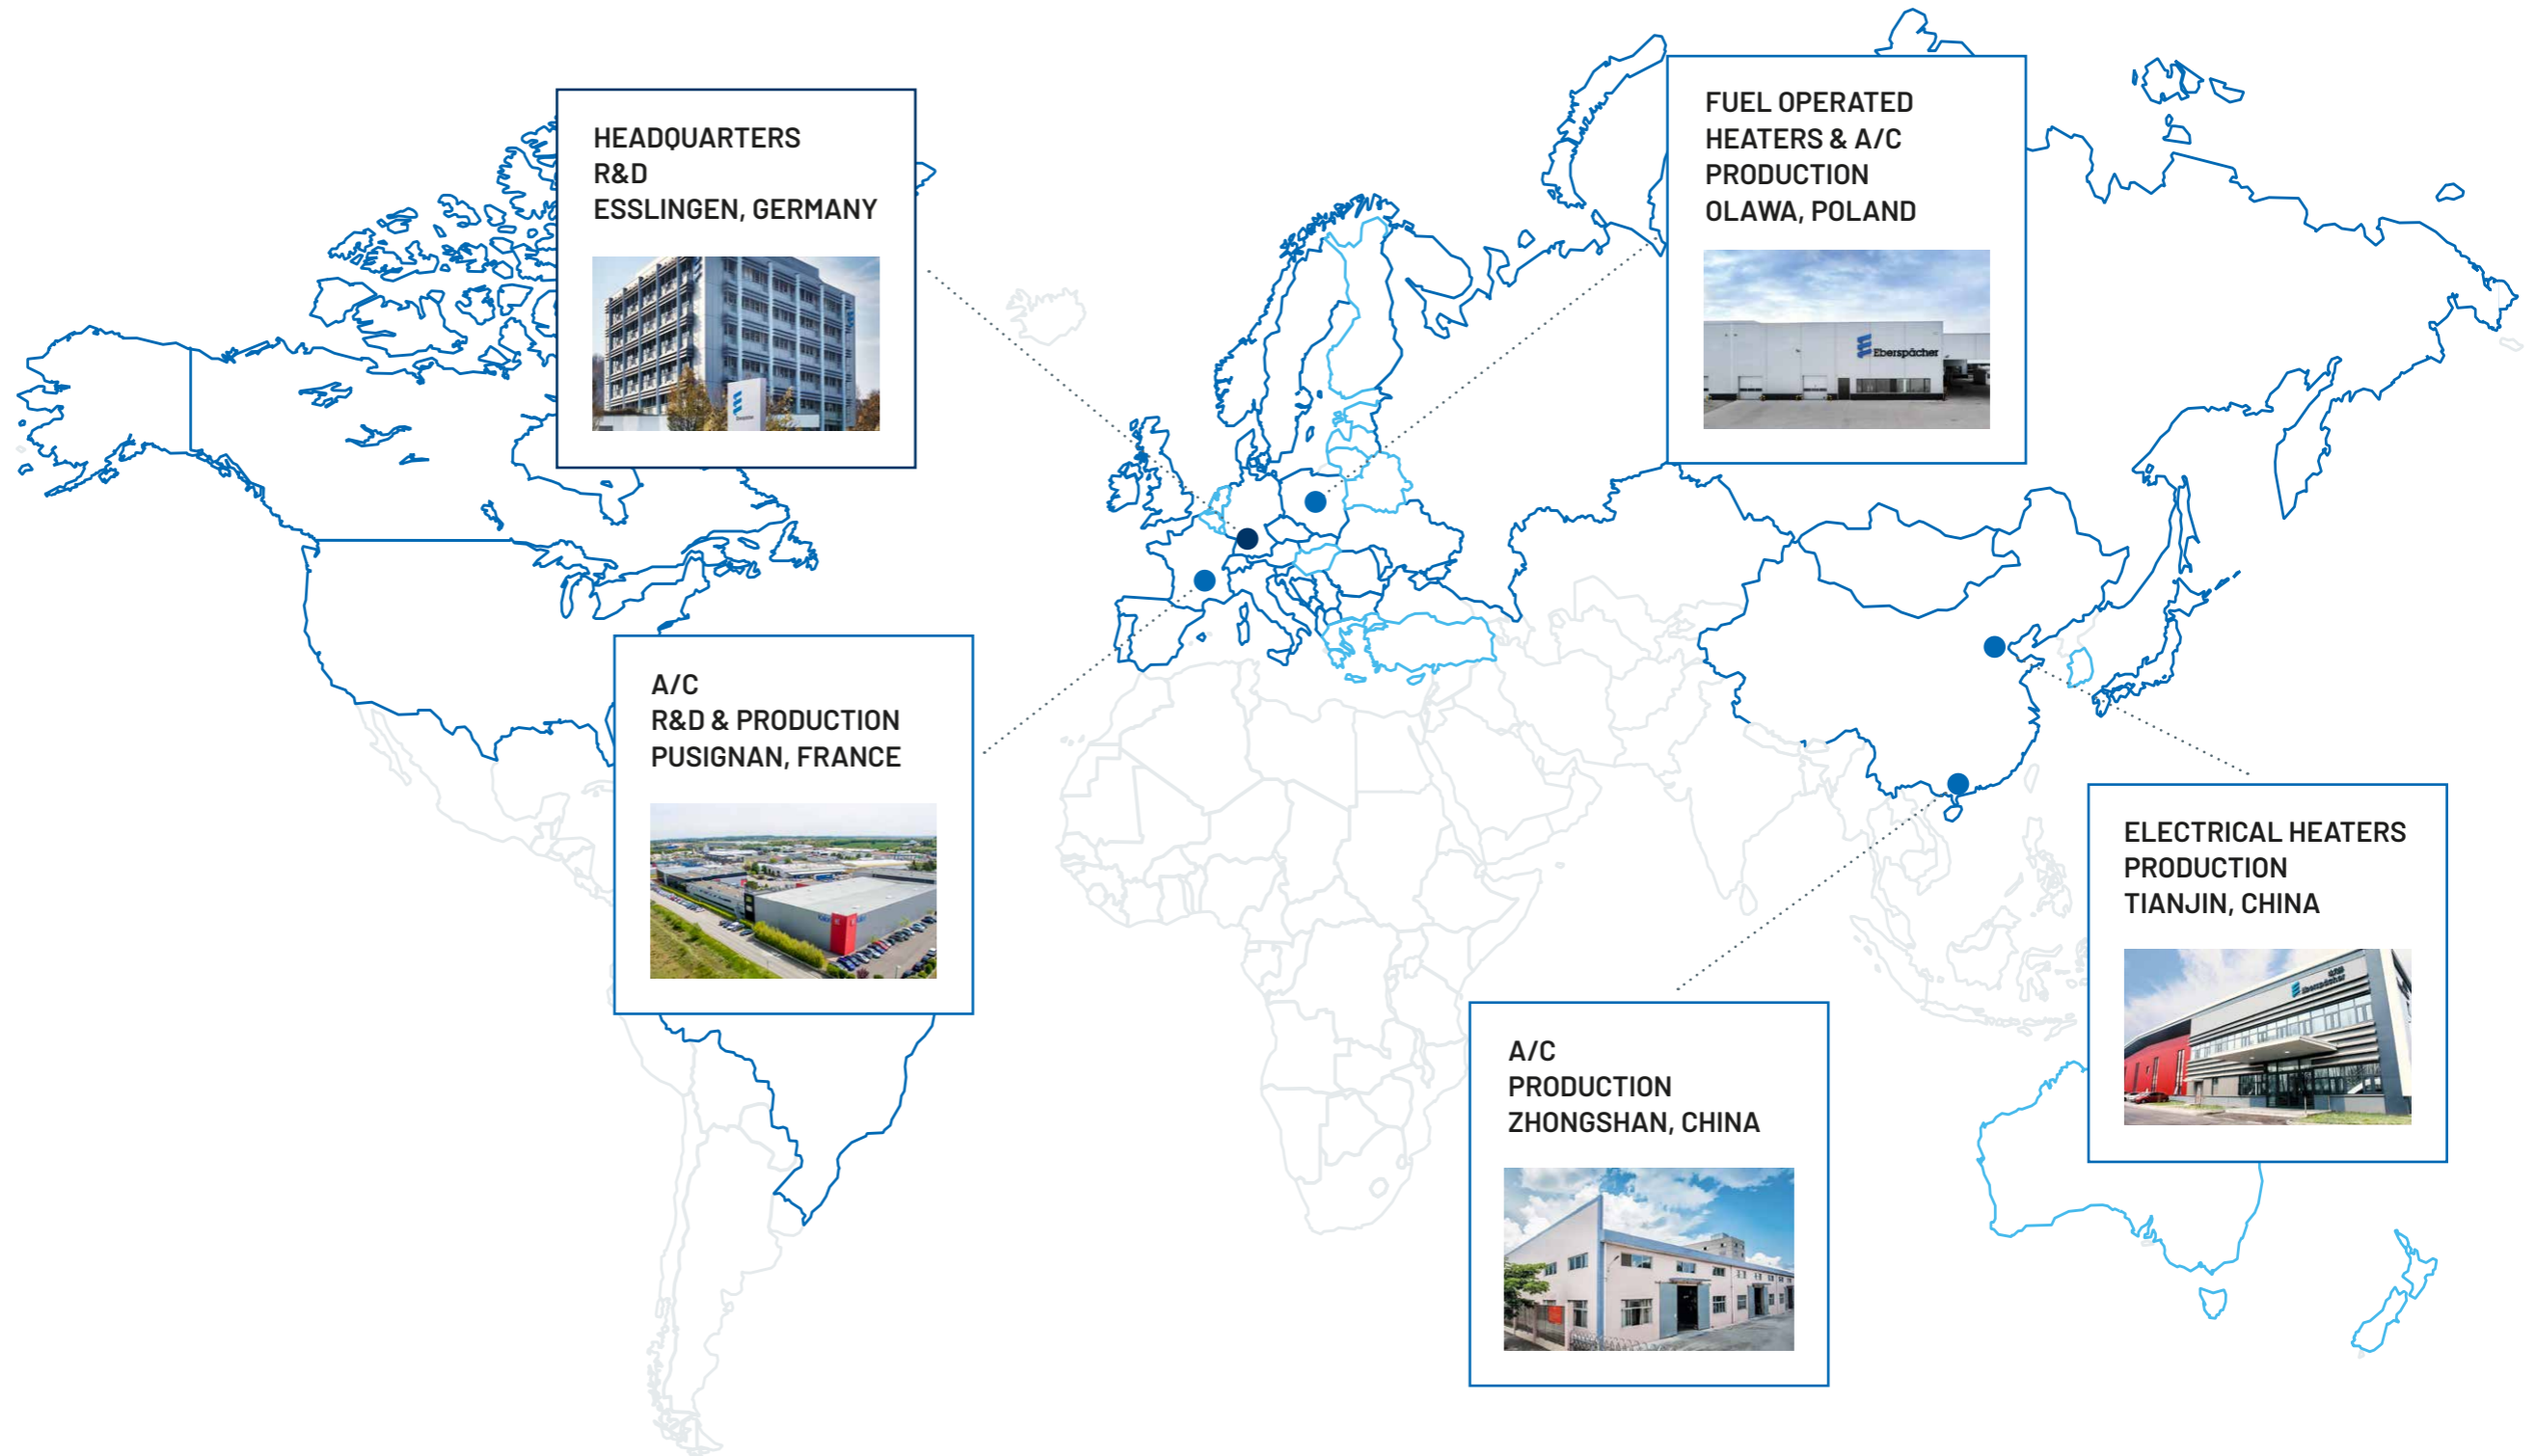 HEADQUARTERS
R&D
ESSLINGEN, GERMANY
FUEL OPERATED
HEATERS & A/C
PRODUCTION
OLAWA, POLAND
Eberspächer
A/C
R&D & PRODUCTION
PUSIGNAN, FRANCE
ELECTRICAL HEATERS
PRODUCTION
TIANJIN, CHINA
Eberspächer
A/C
PRODUCTION
ZHONGSHAN, CHINA